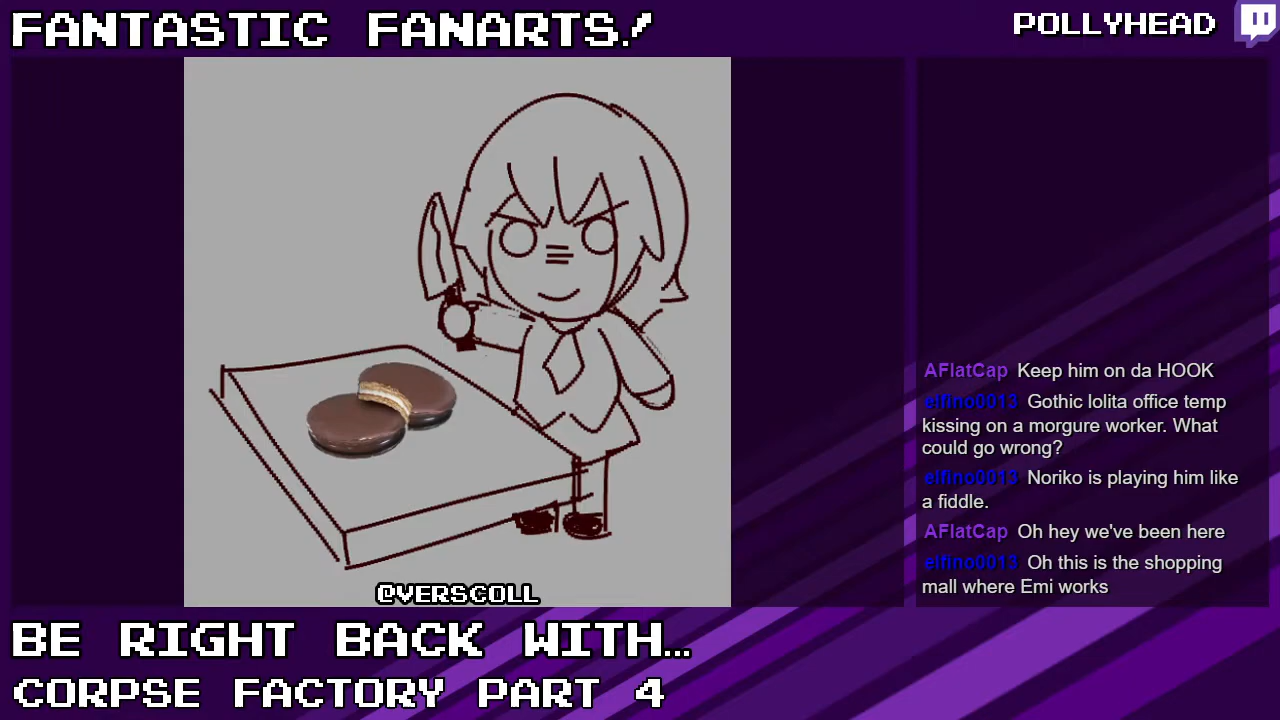 FANTASTIC FANARTS!
POLLYHEAD
AFlatCap Keep him on da HOOK
elfino0013 Gothic lolita office temp
kissing on a morgure worker. What
could go wrong?
elfino0013 Noriko is playing him like
a fiddle.
AFlatCap Oh hey we've been here
elfino0013 Oh this is the shopping
mall where Emi works
@VERSCOLL
BE RIGHT BACK WITH...
CORPSE FACTORY PART 4